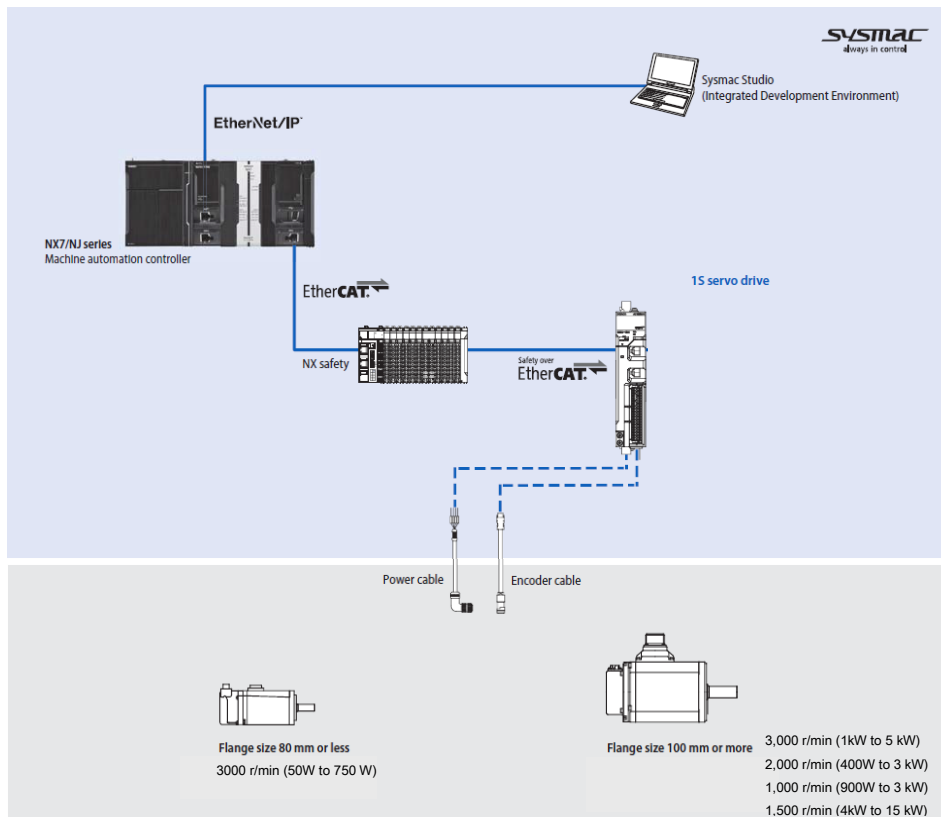 sysmac
always in control
Sysmac Studio
(Integrated Development Environment)
EtherNet/IP
NX7/NJ series
Machine automation controller
EtherCAT.
1S servo drive
NX safety
Safety over
EtherCAT.
Power cable
Encoder cable
Flange size 80 mm or less
3000 r/min (50W to 750 W)
Flange size 100 mm or more
3,000 r/min (1kW to 5 kW)
2,000 r/min (400W to 3 kW)
1,000 r/min (900W to 3 kW)
1,500 r/min (4kW to 15 kW)